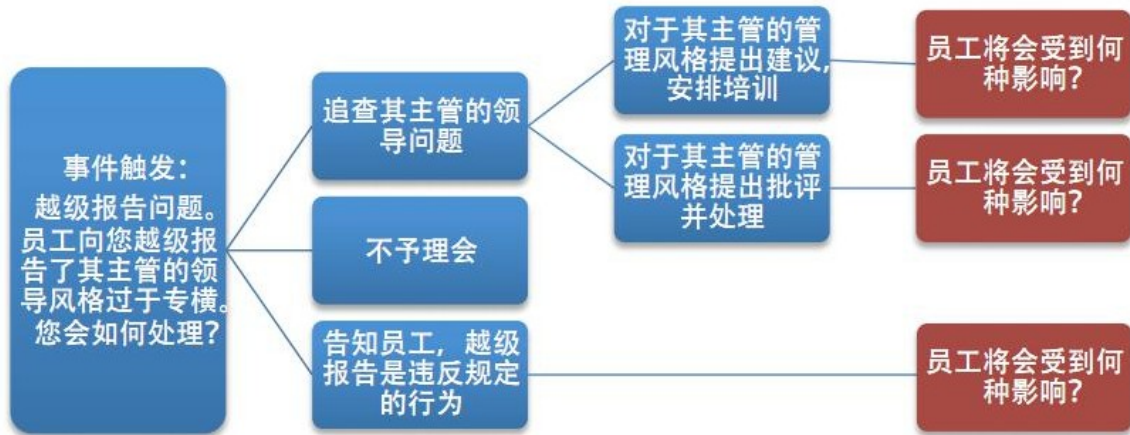 事件触发：
越级报告问题。
员工向您越级报
告了其主管的领
导风格过于专横。
您会如何处理？
追查其主管的领
导问题
不予理会
告知员工，越级
报告是违反规定
的行为
对于其主管的管
理风格提出建议，
安排培训
对于其主管的管
理风格提出批评
并处理
员工将会受到何
种影响？
员工将会受到何
种影响？
员工将会受到何
种影响？